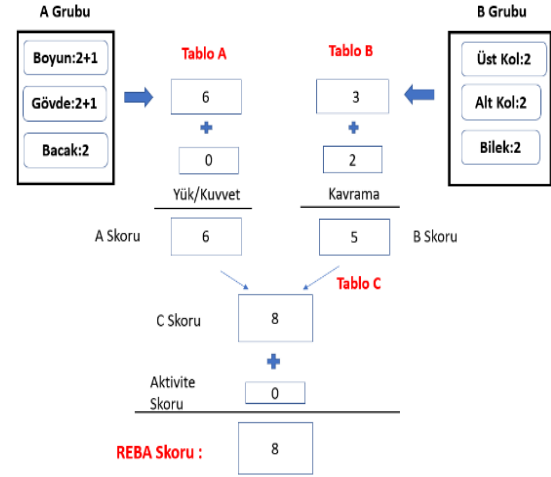 A Grubu
B Grubu
Boyun:2+1
Gövde:2+1
Bacak:2
Tablo A
Tablo B
Üst Kol:2
Alt Kol:2
Bilek:2
6
3
0
2
Yük/Kuvvet
Kavrama
A Skoru
6
5
B Skoru
Tablo C
C Skoru
8
Aktivite
Skoru
0
REBA Skoru :
8